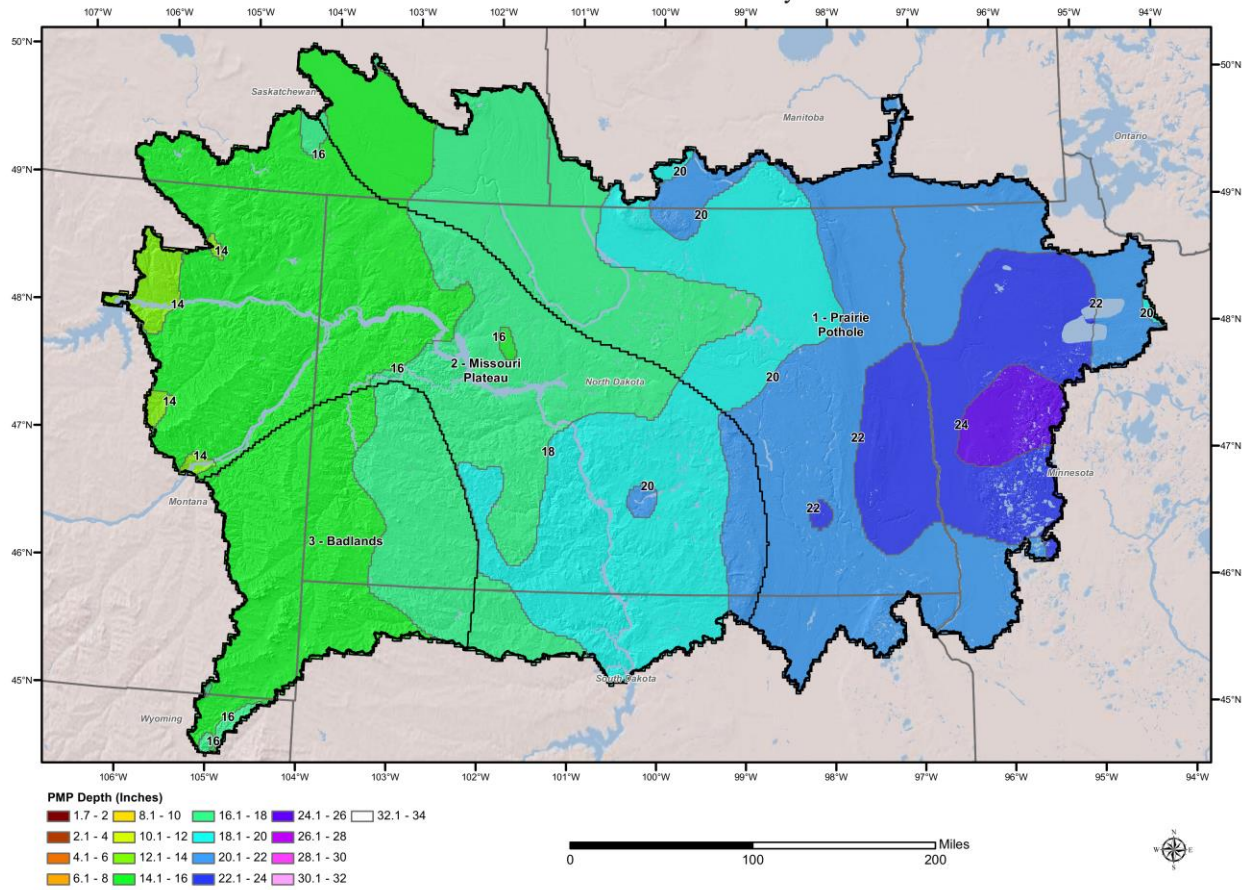 107°W 106°W 105°W 104°W 103°W 102°W 101°W 100°W 99°W 98°W 97°W 96°W 95°W 94°W
50°N 50°N
Saskatchewan
Manitoba
Ontario
16
49°N 20 49°N
20
14
48°N 14 22 48°N
20
1 - Prairie
Pothole
16
16 2 - Missouri
Plateau
North Dakota 20
14
47°N 24 47°N
18 22
14
Montana Minnesota
20 22
3 - Badlands
46°N 46°N
45°N South Dakota 45°N
Wyoming 16
16
106°W 105°W 104°W 103°W 102°W 101°W 100°W 99°W 98°W 97°W 96°W 95°W 94°W
PMP Depth (Inches)
1.7 - 2 8.1 - 10 16.1 - 18 24.1 - 26 32.1 - 34
2.1 - 4 10.1 - 12 18.1 - 20 26.1 - 28
4.1 - 6 12.1 - 14 20.1 - 22 28.1 - 30
6.1 - 8 14.1 - 16 22.1 - 24 30.1 - 32
Miles
0 100 200
N
W E
S